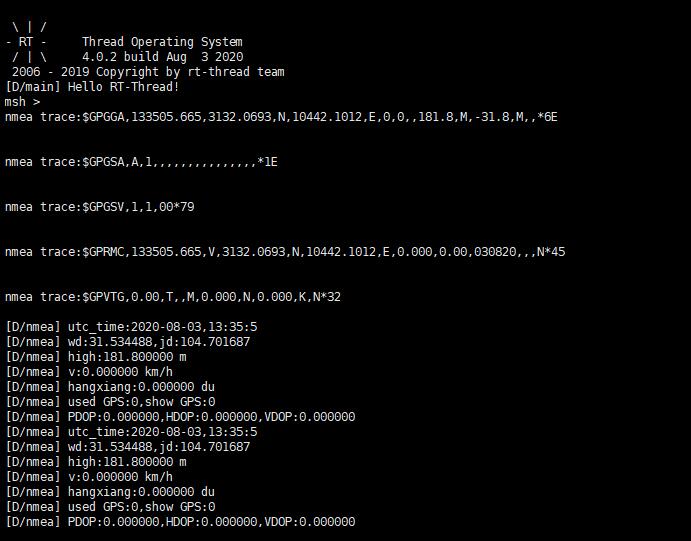 \ | /
- RT -     Thread Operating System
 / | \     4.0.2 build Aug  3 2020
 2006 - 2019 Copyright by rt-thread team
[D/main] Hello RT-Thread!
msh >
nmea trace:$GPGGA,133505.665,3132.0693,N,10442.1012,E,0,0,,181.8,M,-31.8,M,,*6E
nmea trace:$GPGSA,A,1,,,,,,,,,,,,,,,*1E
nmea trace:$GPGSV,1,1,00*79
nmea trace:$GPRMC,133505.665,V,3132.0693,N,10442.1012,E,0.000,0.00,030820,,,N*45
nmea trace:$GPVTG,0.00,T,,M,0.000,N,0.000,K,N*32
[D/nmea] utc_time:2020-08-03,13:35:5
[D/nmea] wd:31.534488,jd:104.701687
[D/nmea] high:181.800000 m
[D/nmea] v:0.000000 km/h
[D/nmea] hangxiang:0.000000 du
[D/nmea] used GPS:0,show GPS:0
[D/nmea] PDOP:0.000000,HDOP:0.000000,VDOP:0.000000
[D/nmea] utc_time:2020-08-03,13:35:5
[D/nmea] wd:31.534488,jd:104.701687
[D/nmea] high:181.800000 m
[D/nmea] v:0.000000 km/h
[D/nmea] hangxiang:0.000000 du
[D/nmea] used GPS:0,show GPS:0
[D/nmea] PDOP:0.000000,HDOP:0.000000,VDOP:0.000000